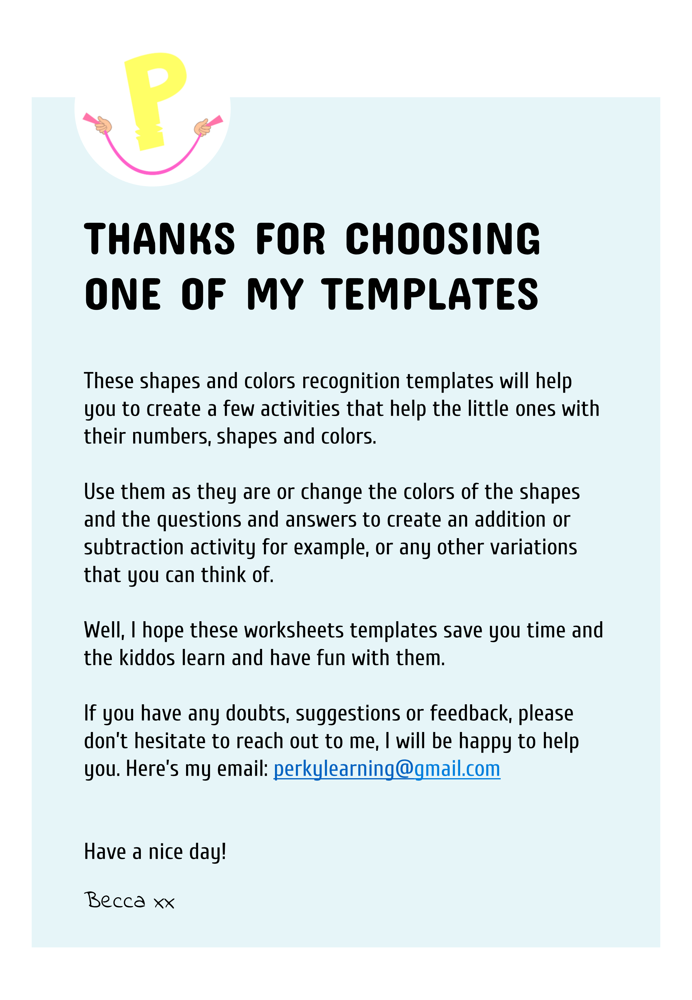 P
THANKS FOR CHOOSING
ONE OF MY TEMPLATES
These shapes and colors recognition templates will help
you to create a few activities that help the little ones with
their numbers, shapes and colors.
Use them as they are or change the colors of the shapes
and the questions and answers to create an addition or
subtraction activity for example, or any other variations
that you can think of.
Well, I hope these worksheets templates save you time and
the kiddos learn and have fun with them.
If you have any doubts, suggestions or feedback, please
don't hesitate to reach out to me, I will be happy to help
you. Here's my email: perkylearning@gmail.com
Have a nice day!
Becca xx